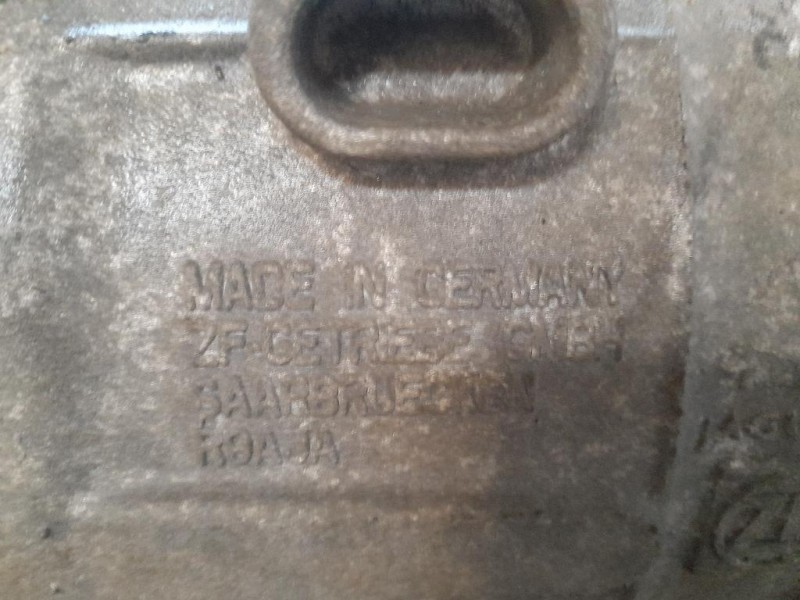 MADE IN GERMANY
ZF-GETRIEBE GMBH
SAARBRUECKEN
R9AJA